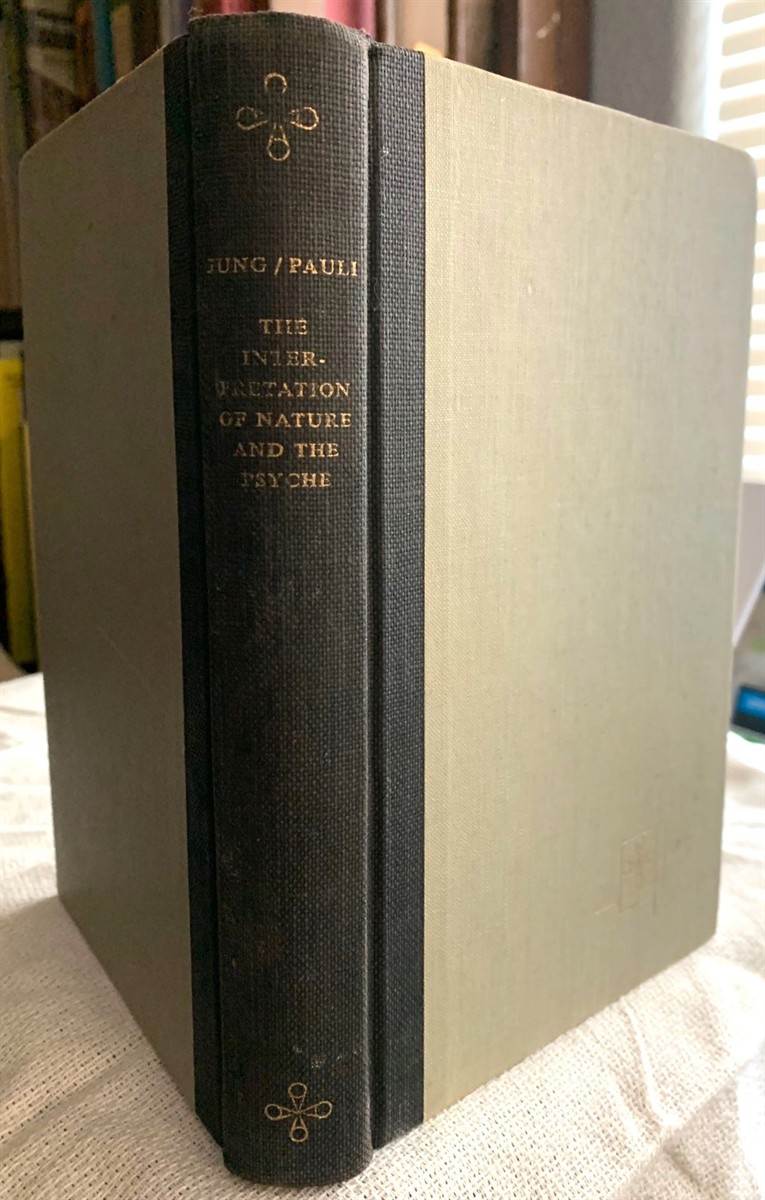 JUNG / PAULI
THE
INTER-
PRETATION
OF NATURE
AND THE
PSYCHE